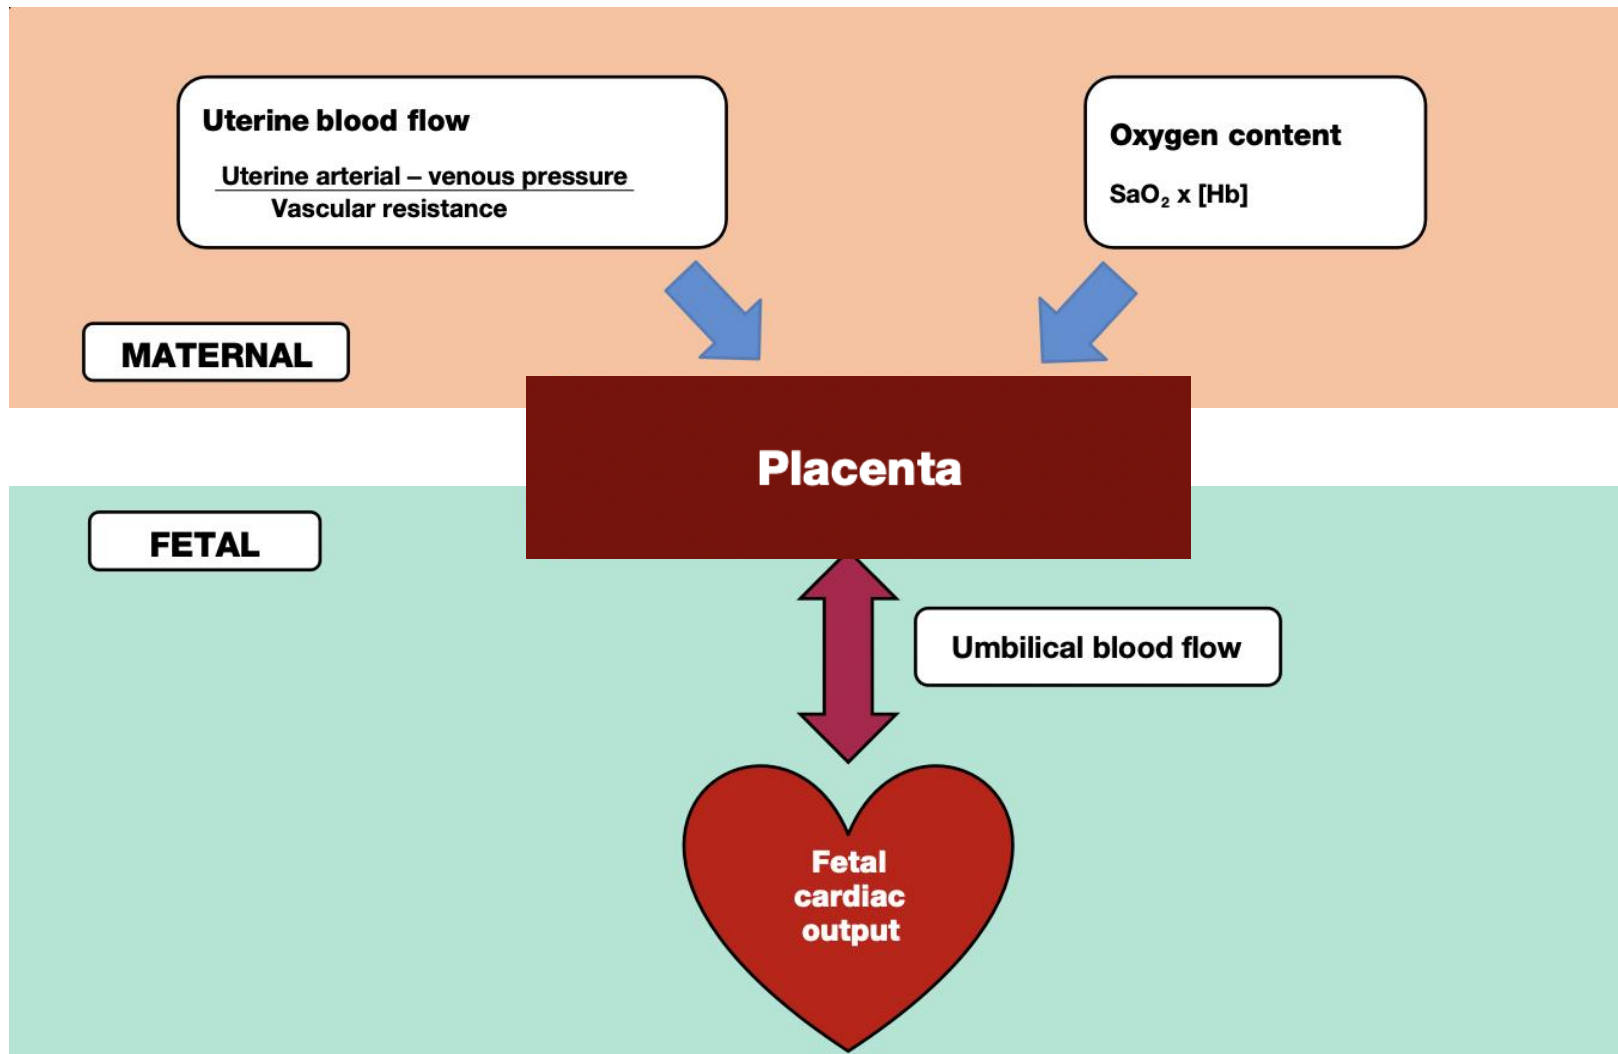 Uterine blood flow
Uterine arterial – venous pressure
Vascular resistance
Oxygen content
SaO₂ x [Hb]
MATERNAL
Placenta
FETAL
Umbilical blood flow
Fetal
cardiac
output